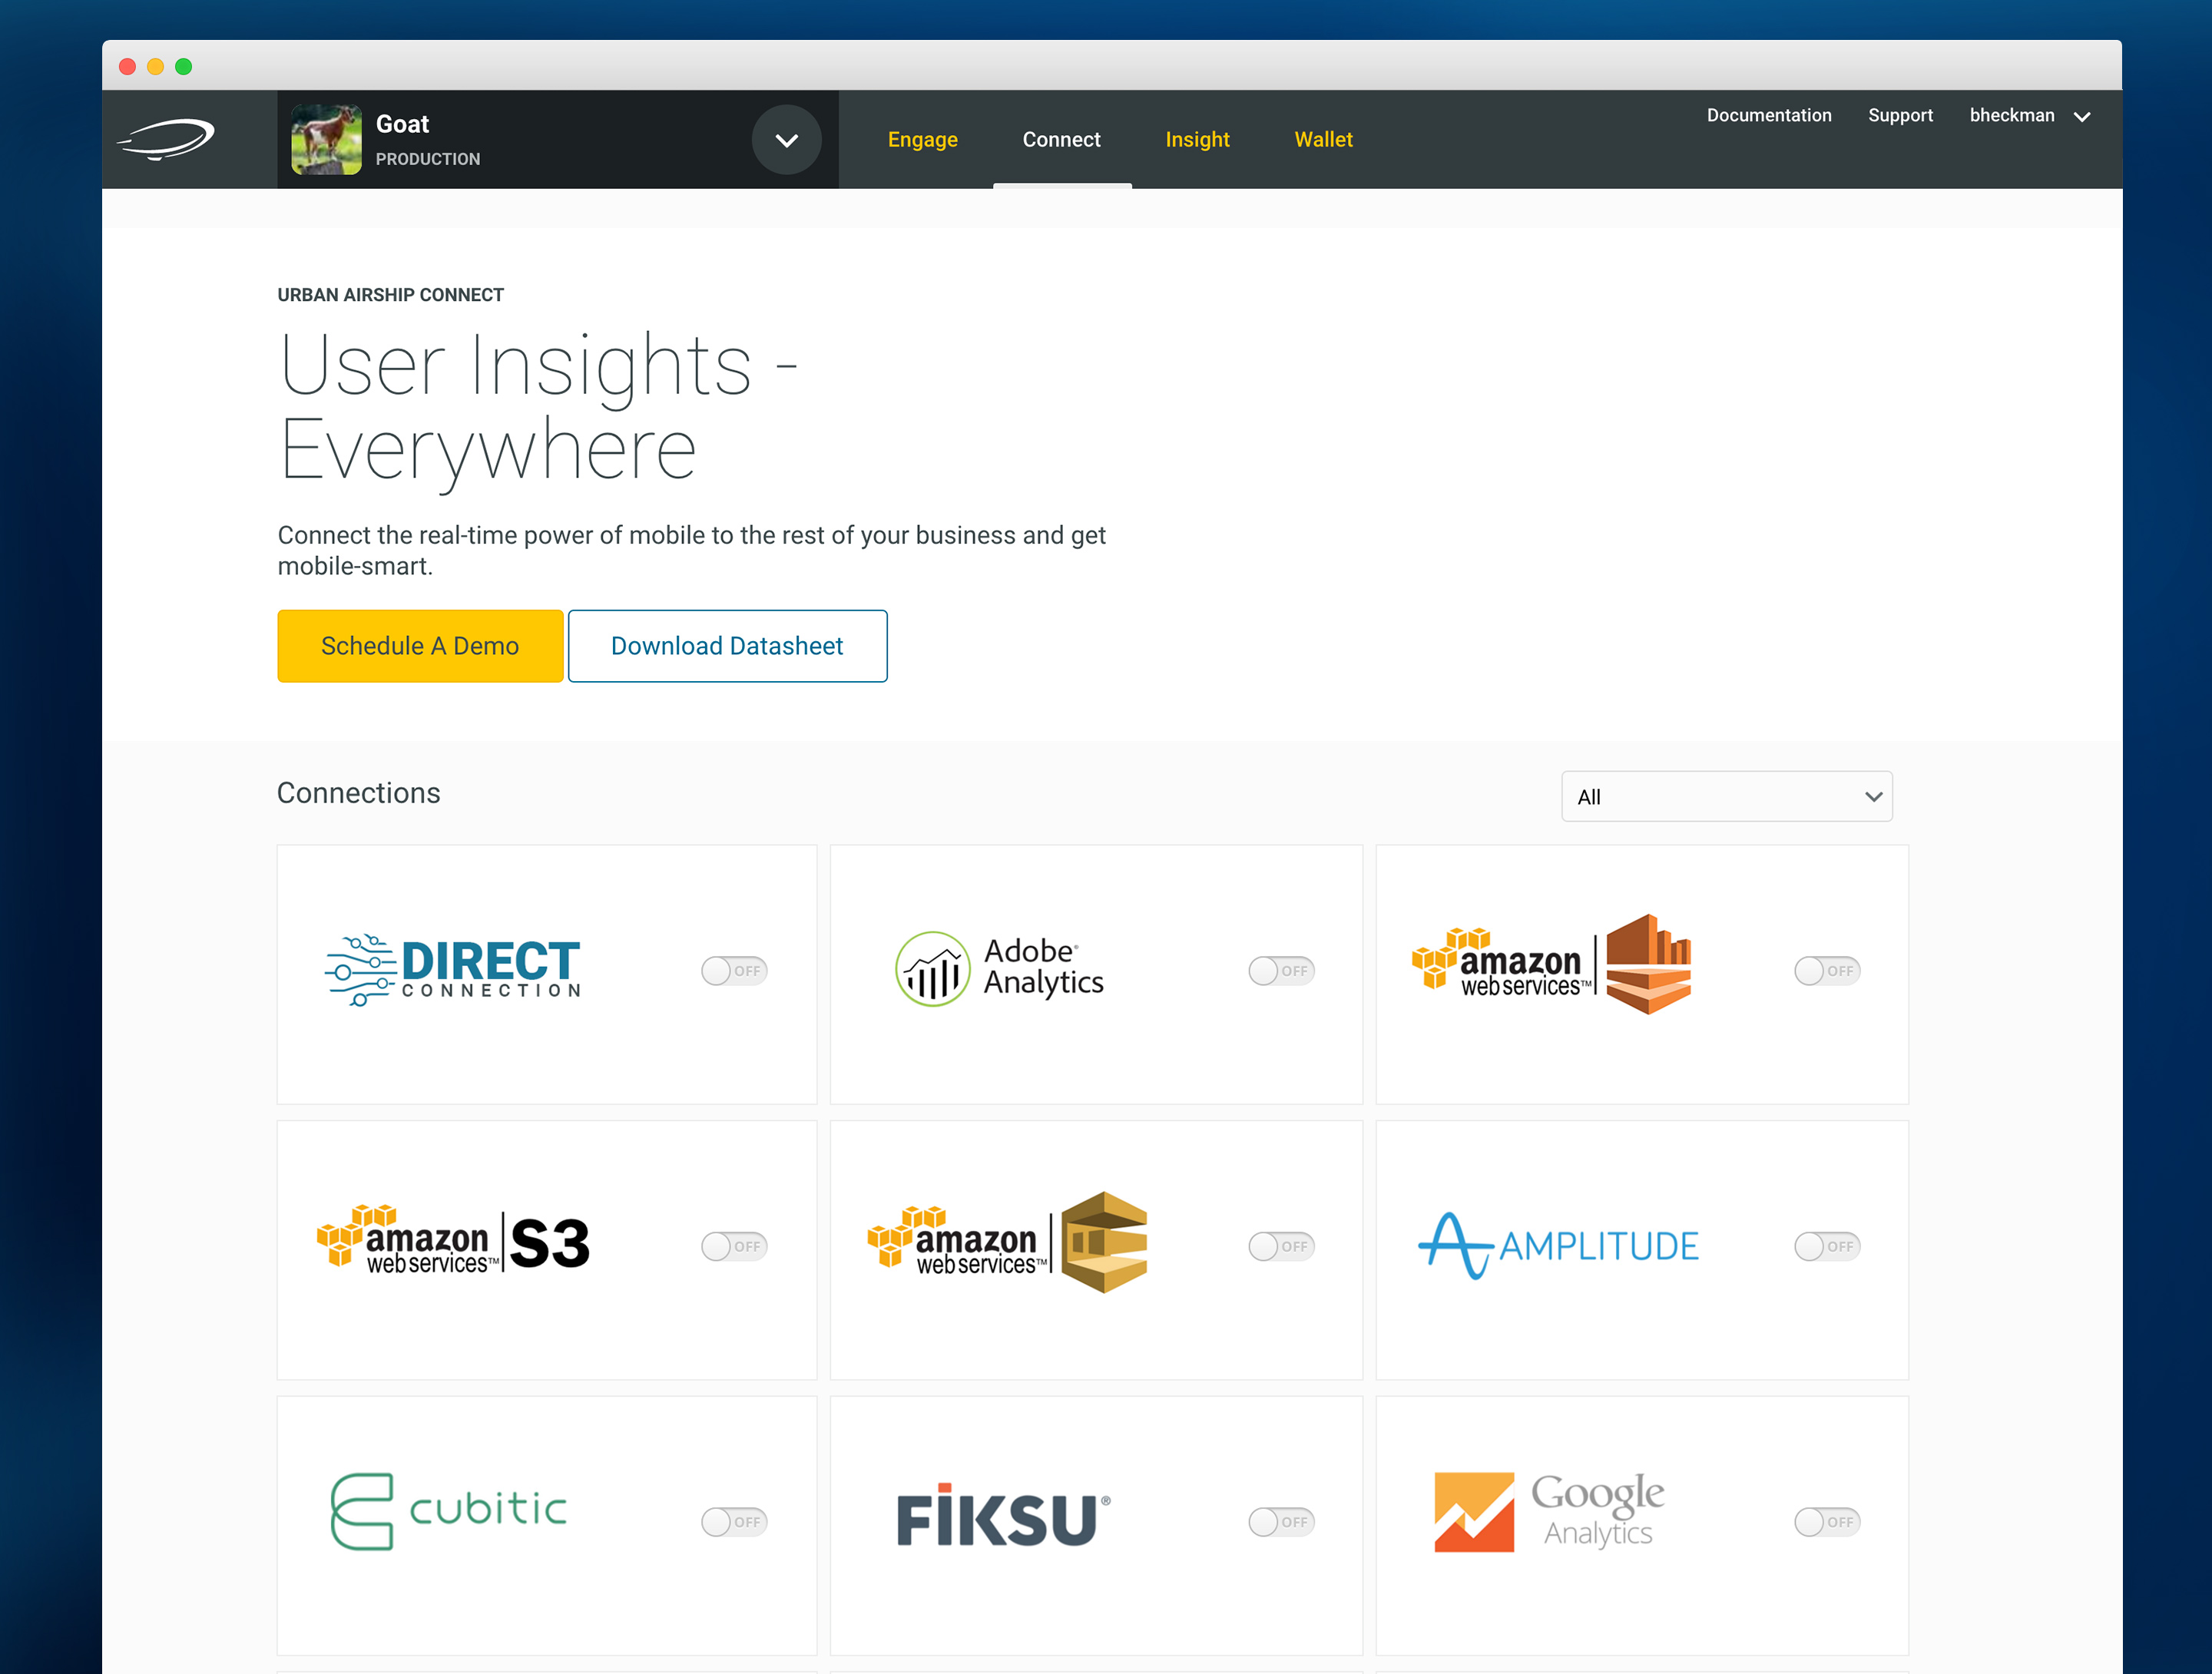 Goat
PRODUCTION
Engage
Connect
Insight
Wallet
Documentation
Support
bheckman
URBAN AIRSHIP CONNECT
User Insights -
Everywhere
Connect the real-time power of mobile to the rest of your business and get
mobile-smart.
Schedule A Demo
Download Datasheet
Connections
All
DIRECT
CONNECTION
OFF
Adobe®
Analytics
OFF
amazon
web services™
OFF
amazon
web services™
S3
OFF
amazon
web services™
OFF
AMPLITUDE
OFF
cubitic
OFF
FiKSU®
OFF
Google
Analytics
OFF